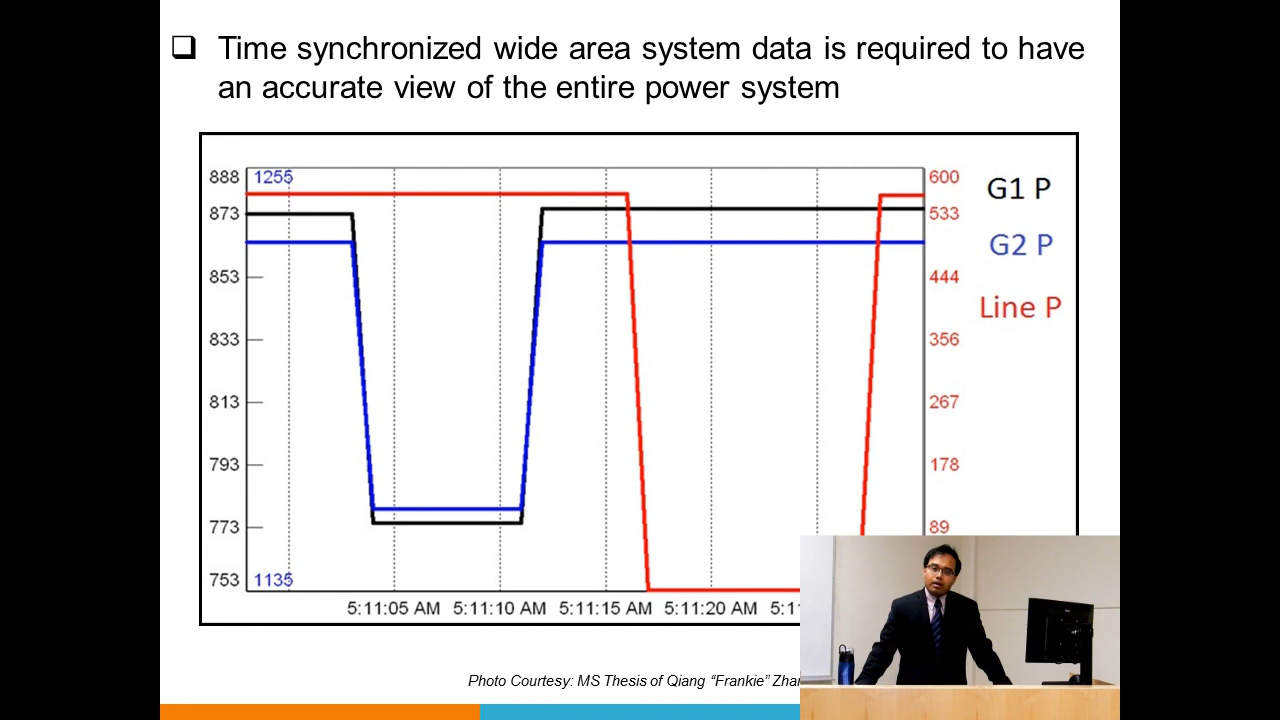 ❑ Time synchronized wide area system data is required to have
an accurate view of the entire power system
888 1255 600
873 533
853 444
833 356
813 267
793 178
773 89
753 1135
G1 P
G2 P
Line P
5:11:05 AM 5:11:10 AM 5:11:15 AM 5:11:20 AM
Photo Courtesy: MS Thesis of Qiang “Frankie”